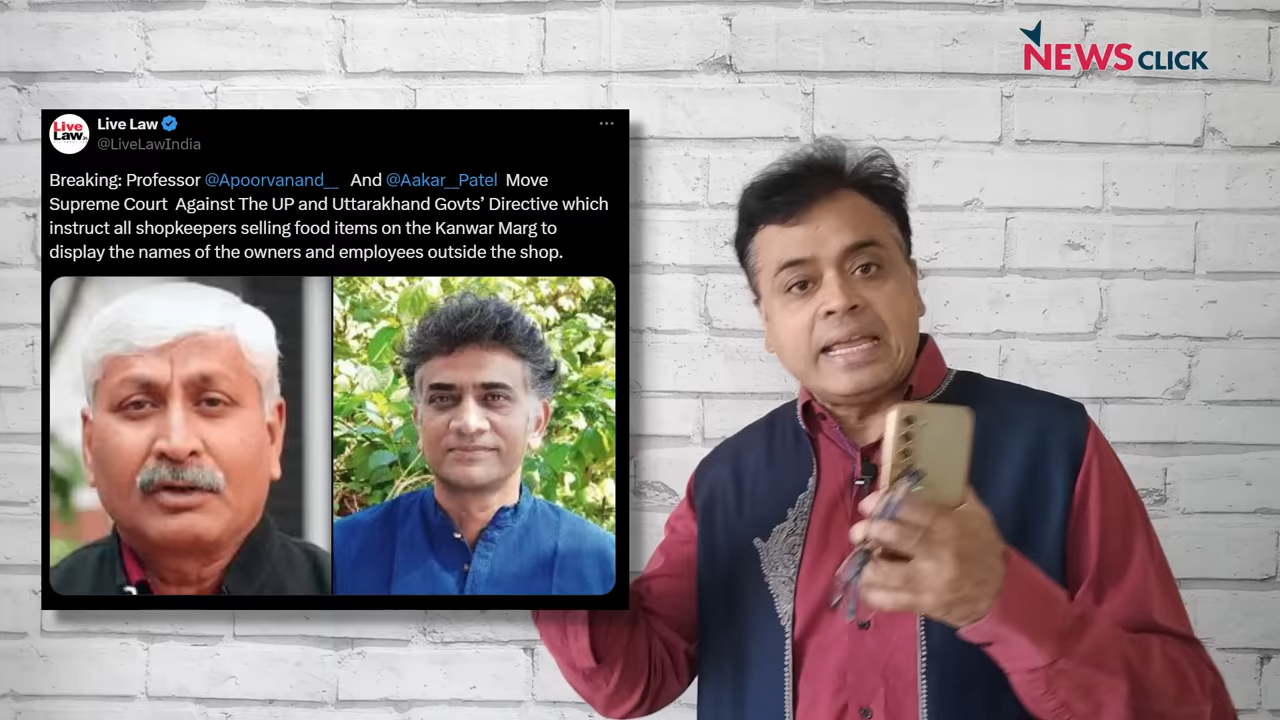 NEWSCLICK
Live Law
@LiveLawIndia
Breaking: Professor @Apoorvanand__ And @Aakar__Patel Move
Supreme Court Against The UP and Uttarakhand Govts’ Directive which
instruct all shopkeepers selling food items on the Kanwar Marg to
display the names of the owners and employees outside the shop.